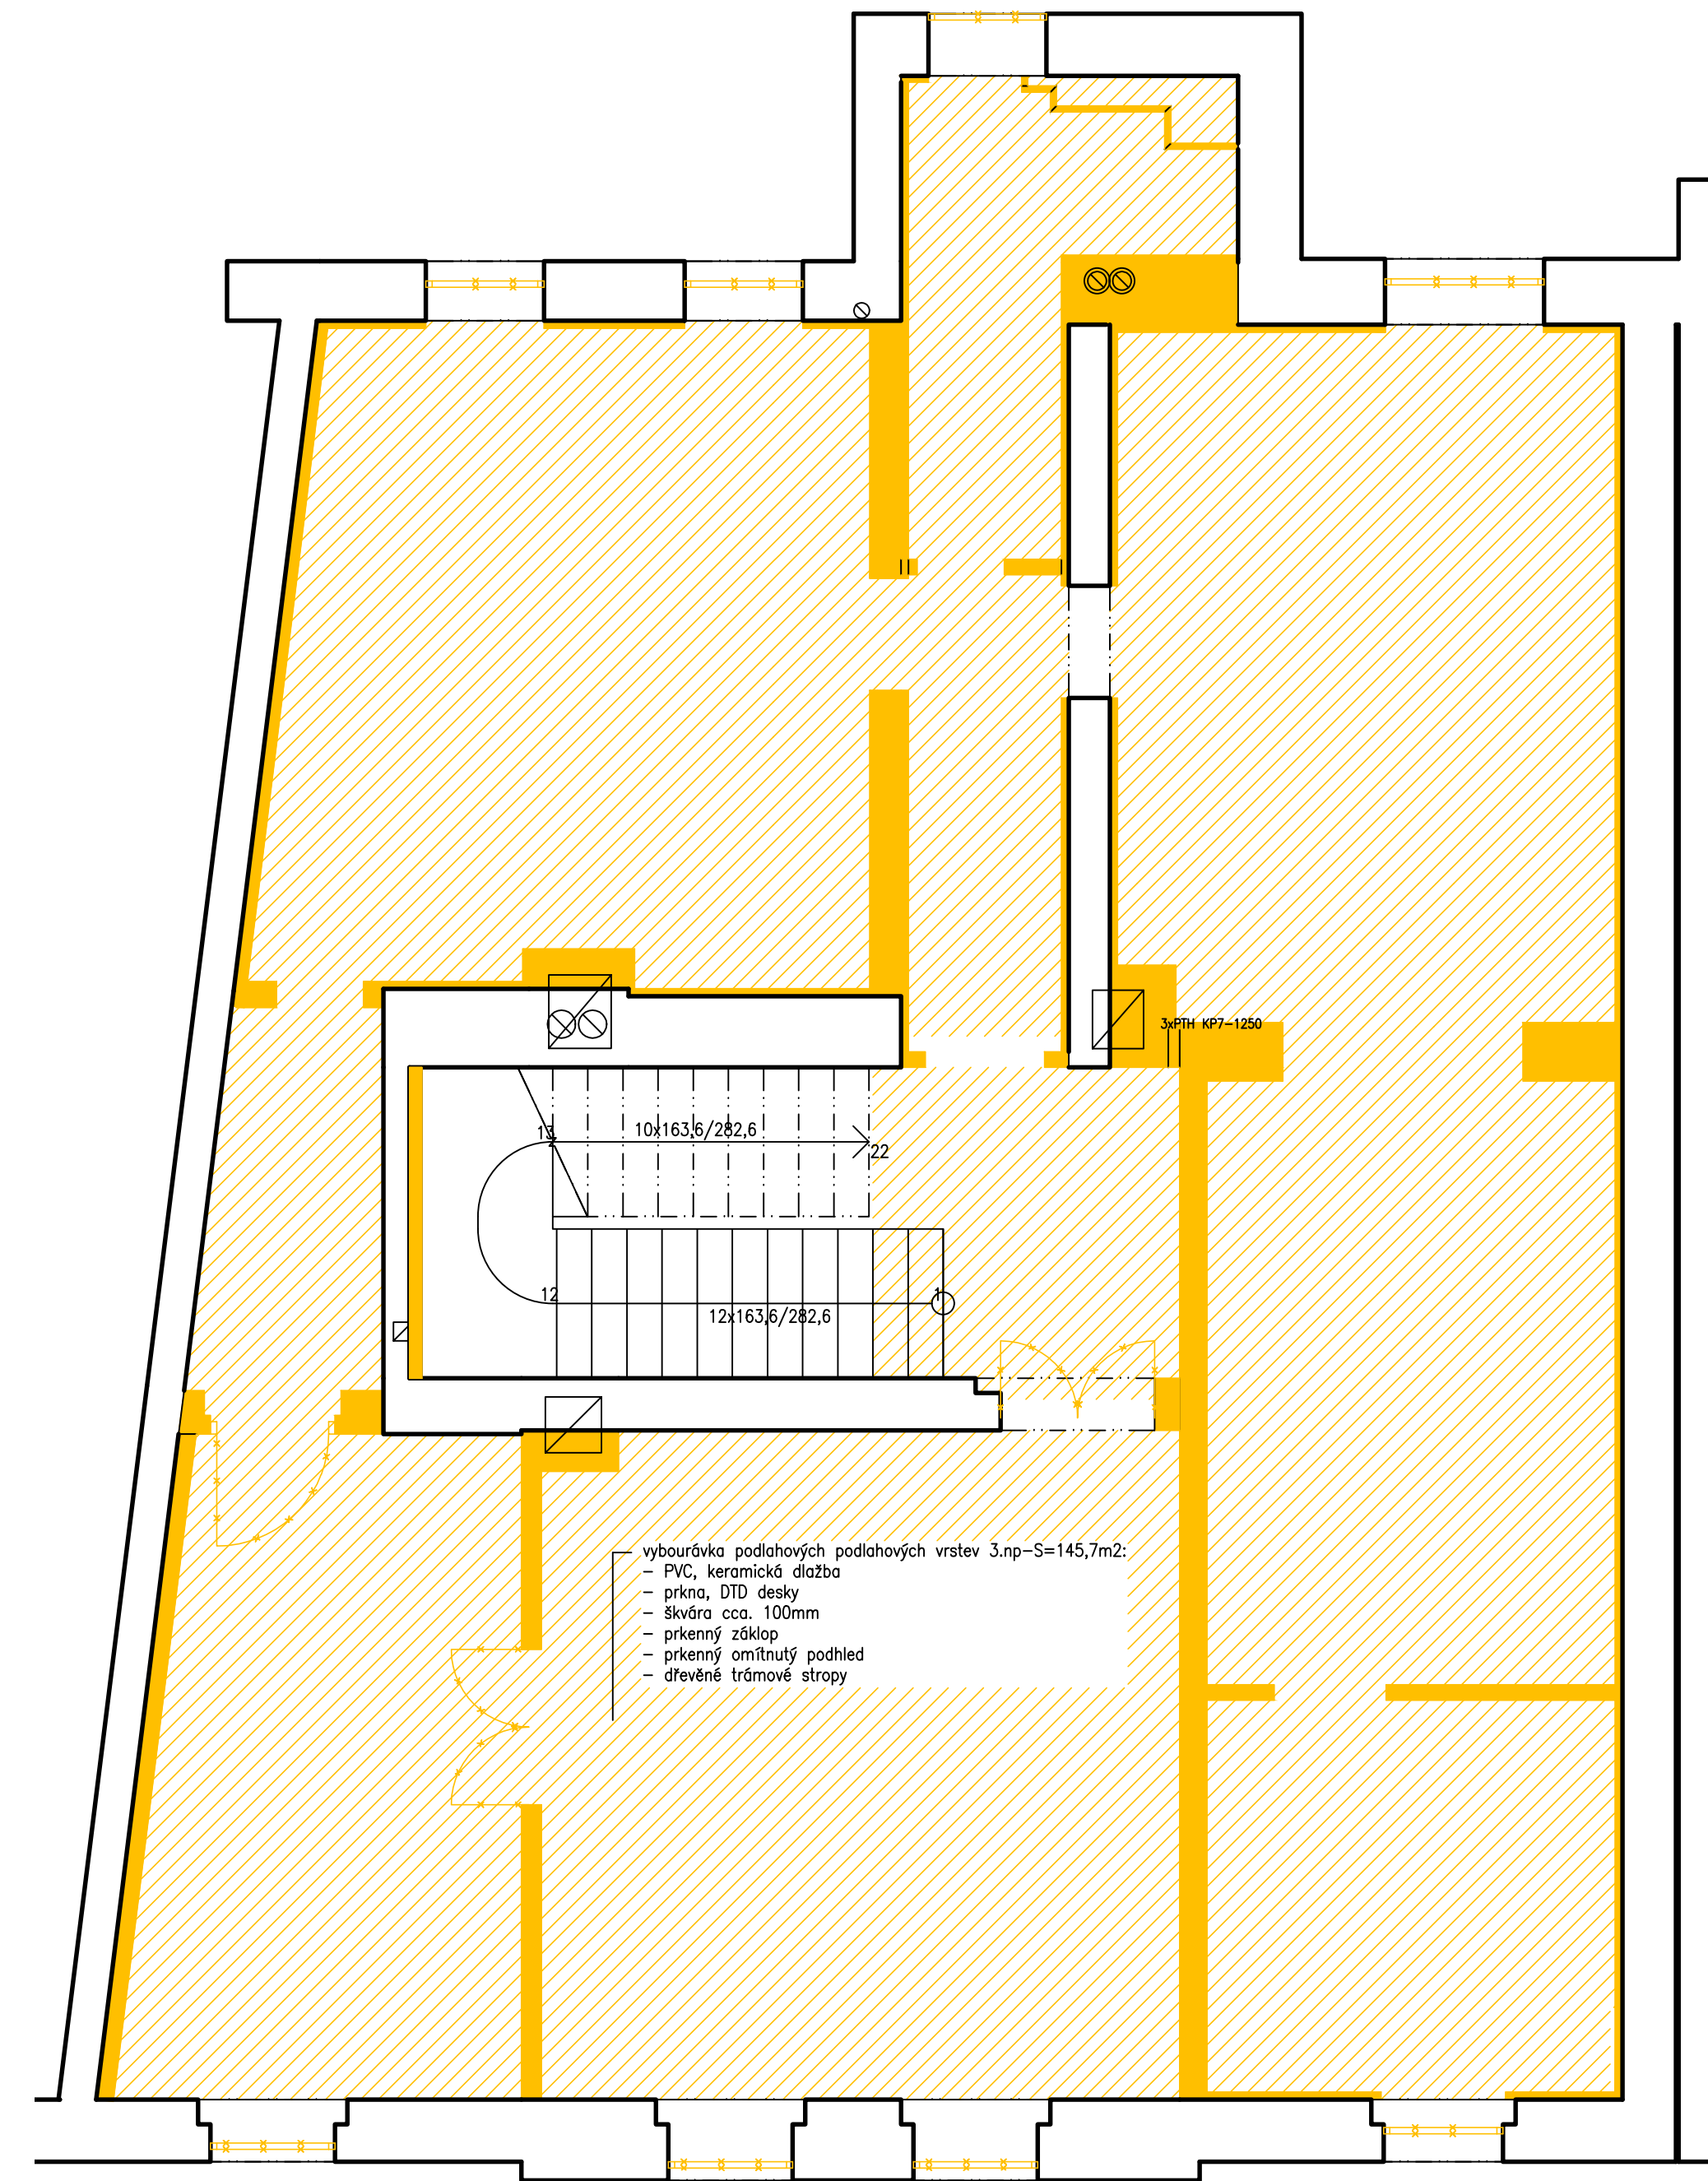 3xPTH KP7-1250
13
10x163,6/282,6
22
12
1
12x163,6/282,6
vybourávka podlahových podlahových vrstev 3.np-S=145,7m2:
- PVC, keramická dlažba
- prkna, DTD desky
- škvára cca. 100mm
- prkenný záklop
- prkenný omítnutý podhled
- dřevěné trámové stropy